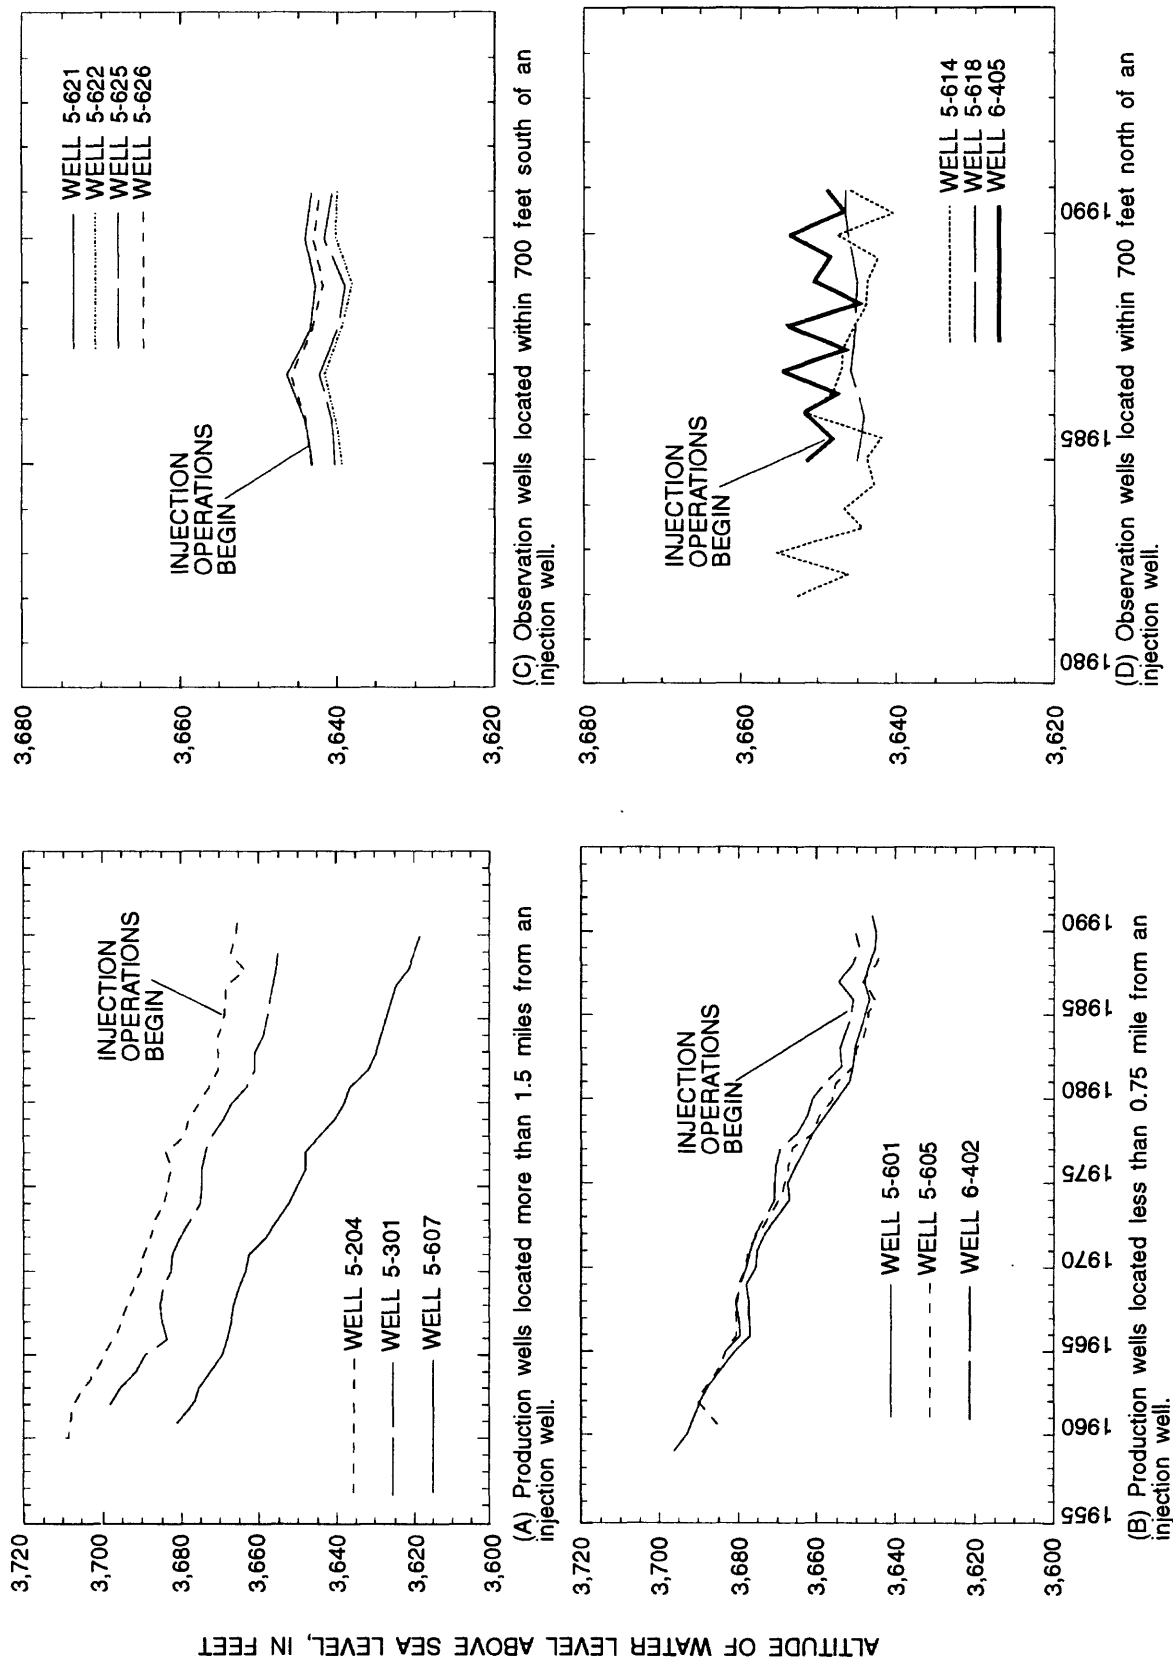 ALTITUDE OF WATER LEVEL ABOVE SEA LEVEL, IN FEET
3,720
3,700
3,680
3,660
3,640
3,620
3,600
INJECTION
OPERATIONS
BEGIN
WELL 5-204
WELL 5-301
WELL 5-607
(A) Production wells located more than 1.5 miles from an
injection well.
3,720
3,700
3,680
3,660
3,640
3,620
3,600
INJECTION
OPERATIONS
BEGIN
WELL 5-601
WELL 5-605
WELL 6-402
1955
1960
1965
1970
1975
1980
1985
1990
(B) Production wells located less than 0.75 mile from an
injection well.
3,680
3,660
3,640
3,620
INJECTION
OPERATIONS
BEGIN
WELL 5-621
WELL 5-622
WELL 5-625
WELL 5-626
(C) Observation wells located within 700 feet south of an
injection well.
3,680
3,660
3,640
3,620
INJECTION
OPERATIONS
BEGIN
WELL 5-614
WELL 5-618
WELL 6-405
1980
1985
1990
(D) Observation wells located within 700 feet north of an
injection well.